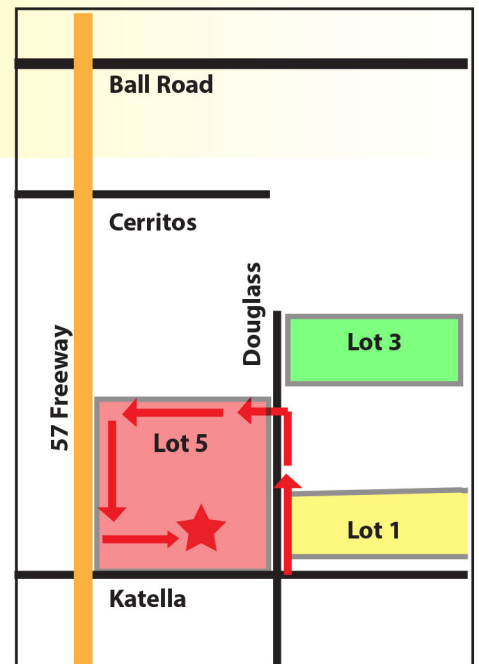 Ball Road
Cerritos
Douglass
Lot 3
57 Freeway
Lot 5
Lot 1
Katella